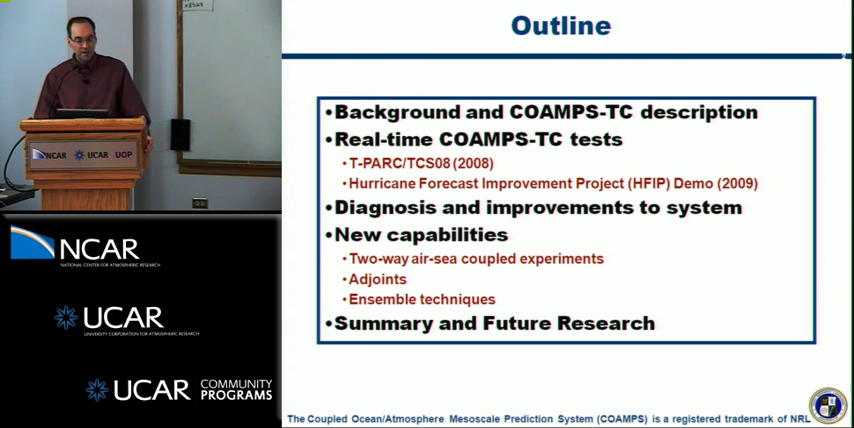 Outline
2
•Background and COAMPS-TC description
•Real-time COAMPS-TC tests
•T-PARC/TCS08 (2008)
•Hurricane Forecast Improvement Project (HFIP) Demo (2009)
•Diagnosis and improvements to system
•New capabilities
•Two-way air-sea coupled experiments
•Adjoints
•Ensemble techniques
•Summary and Future Research
The Coupled Ocean/Atmosphere Mesoscale Prediction System (COAMPS) is a registered trademark of NRL
NCAR UCAR UOP
NCAR
NATIONAL CENTER FOR ATMOSPHERIC RESEARCH
UCAR
UNIVERSITY CORPORATION FOR ATMOSPHERIC RESEARCH
UCAR COMMUNITY
PROGRAMS